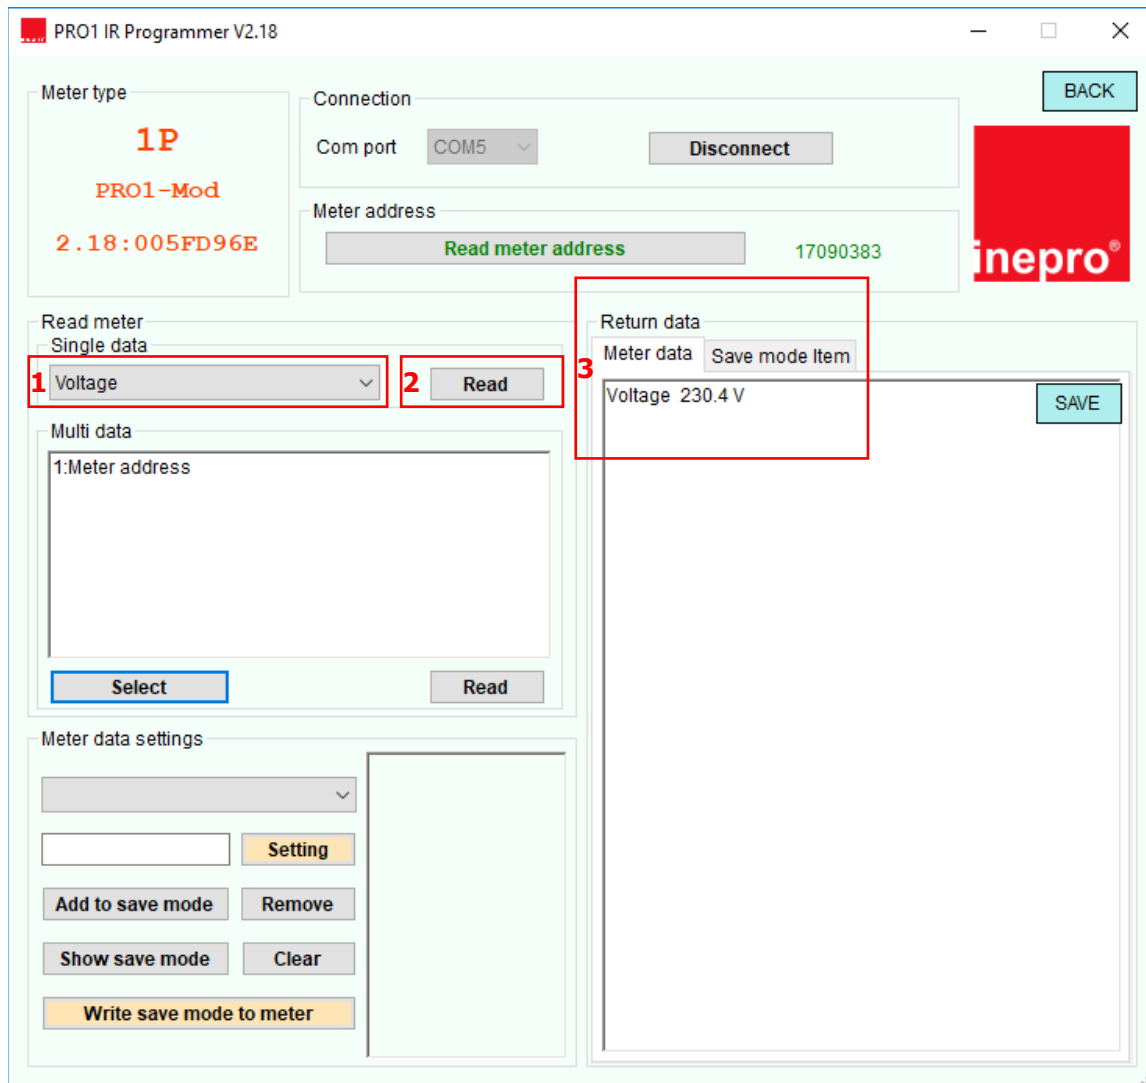 PRO1 IR Programmer V2.18
Meter type
1P
PRO1-Mod
2.18:005FD96E
Connection
Com port COM5 Disconnect
BACK
Meter address
Read meter address 17090383
inepro®
Read meter
Single data
1 Voltage 2 Read
Multi data
1:Meter address
Select Read
Return data
3 Meter data Save mode Item
Voltage 230.4 V
SAVE
Meter data settings
Setting
Add to save mode Remove
Show save mode Clear
Write save mode to meter